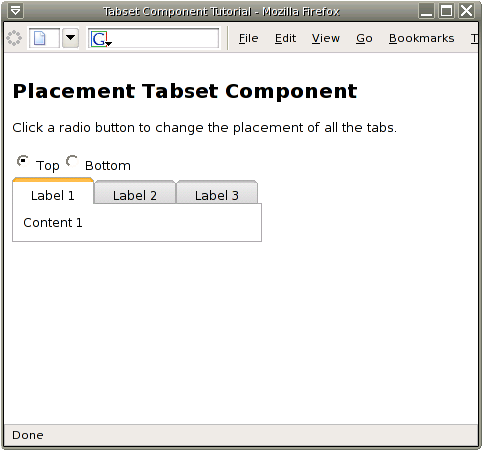 Tabset Component Tutorial - Mozilla Firefox
G File Edit View Go Bookmarks T
Placement Tabset Component
Click a radio button to change the placement of all the tabs.
Top Bottom
Label 1 Label 2 Label 3
Content 1
Done